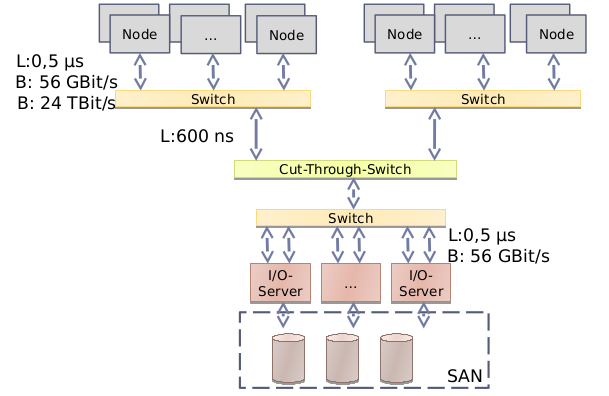 Node
...
Node
Node
...
Node
L:0,5 µs
B: 56 GBit/s
B: 24 TBit/s
Switch
Switch
L:600 ns
Cut-Through-Switch
Switch
L:0,5 µs
B: 56 GBit/s
I/O-
Server
...
I/O-
Server
SAN